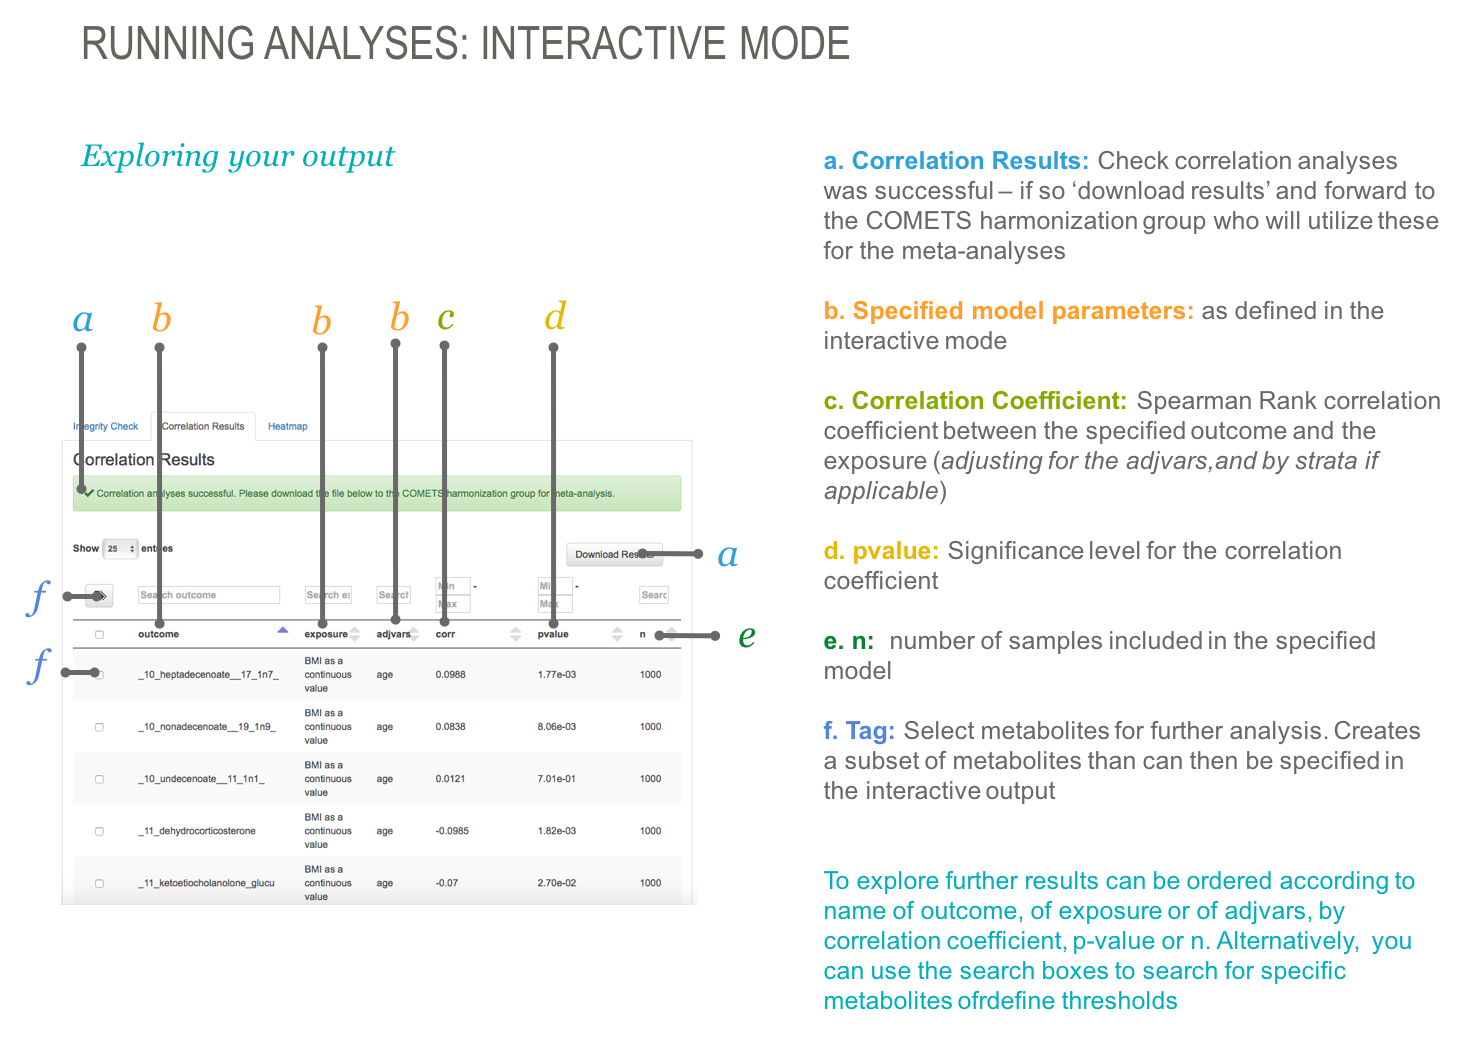 RUNNING ANALYSES: INTERACTIVE MODE
Exploring your output
a b b b c d
Integrity Check Correlation Results Heatmap
Correlation Results
✔ Correlation analyses successful. Please download the file below to the COMETS harmonization group for meta-analysis.
Show 25 entries
Download Results
a
f
Search outcome Search ex Search Min - Max Min - Max Searc
outcome exposure adjvars corr pvalue n
e
f
_10_heptadecenoate__17_1n7_ BMI as a continuous value age 0.0988 1.77e-03 1000
_10_nonadecenoate__19_1n9_ BMI as a continuous value age 0.0838 8.06e-03 1000
_10_undecenoate__11_1n1_ BMI as a continuous value age 0.0121 7.01e-01 1000
_11_dehydrocorticosterone BMI as a continuous value age -0.0985 1.82e-03 1000
_11_ketoetiocholanolone_glucu BMI as a continuous value age -0.07 2.70e-02 1000
a. Correlation Results: Check correlation analyses
was successful – if so ‘download results’ and forward to
the COMETS harmonization group who will utilize these
for the meta-analyses
b. Specified model parameters: as defined in the
interactive mode
c. Correlation Coefficient: Spearman Rank correlation
coefficient between the specified outcome and the
exposure (adjusting for the adjvars,and by strata if
applicable)
d. pvalue: Significance level for the correlation
coefficient
e. n: number of samples included in the specified
model
f. Tag: Select metabolites for further analysis. Creates
a subset of metabolites than can then be specified in
the interactive output
To explore further results can be ordered according to
name of outcome, of exposure or of adjvars, by
correlation coefficient, p-value or n. Alternatively, you
can use the search boxes to search for specific
metabolites ofrdefine thresholds